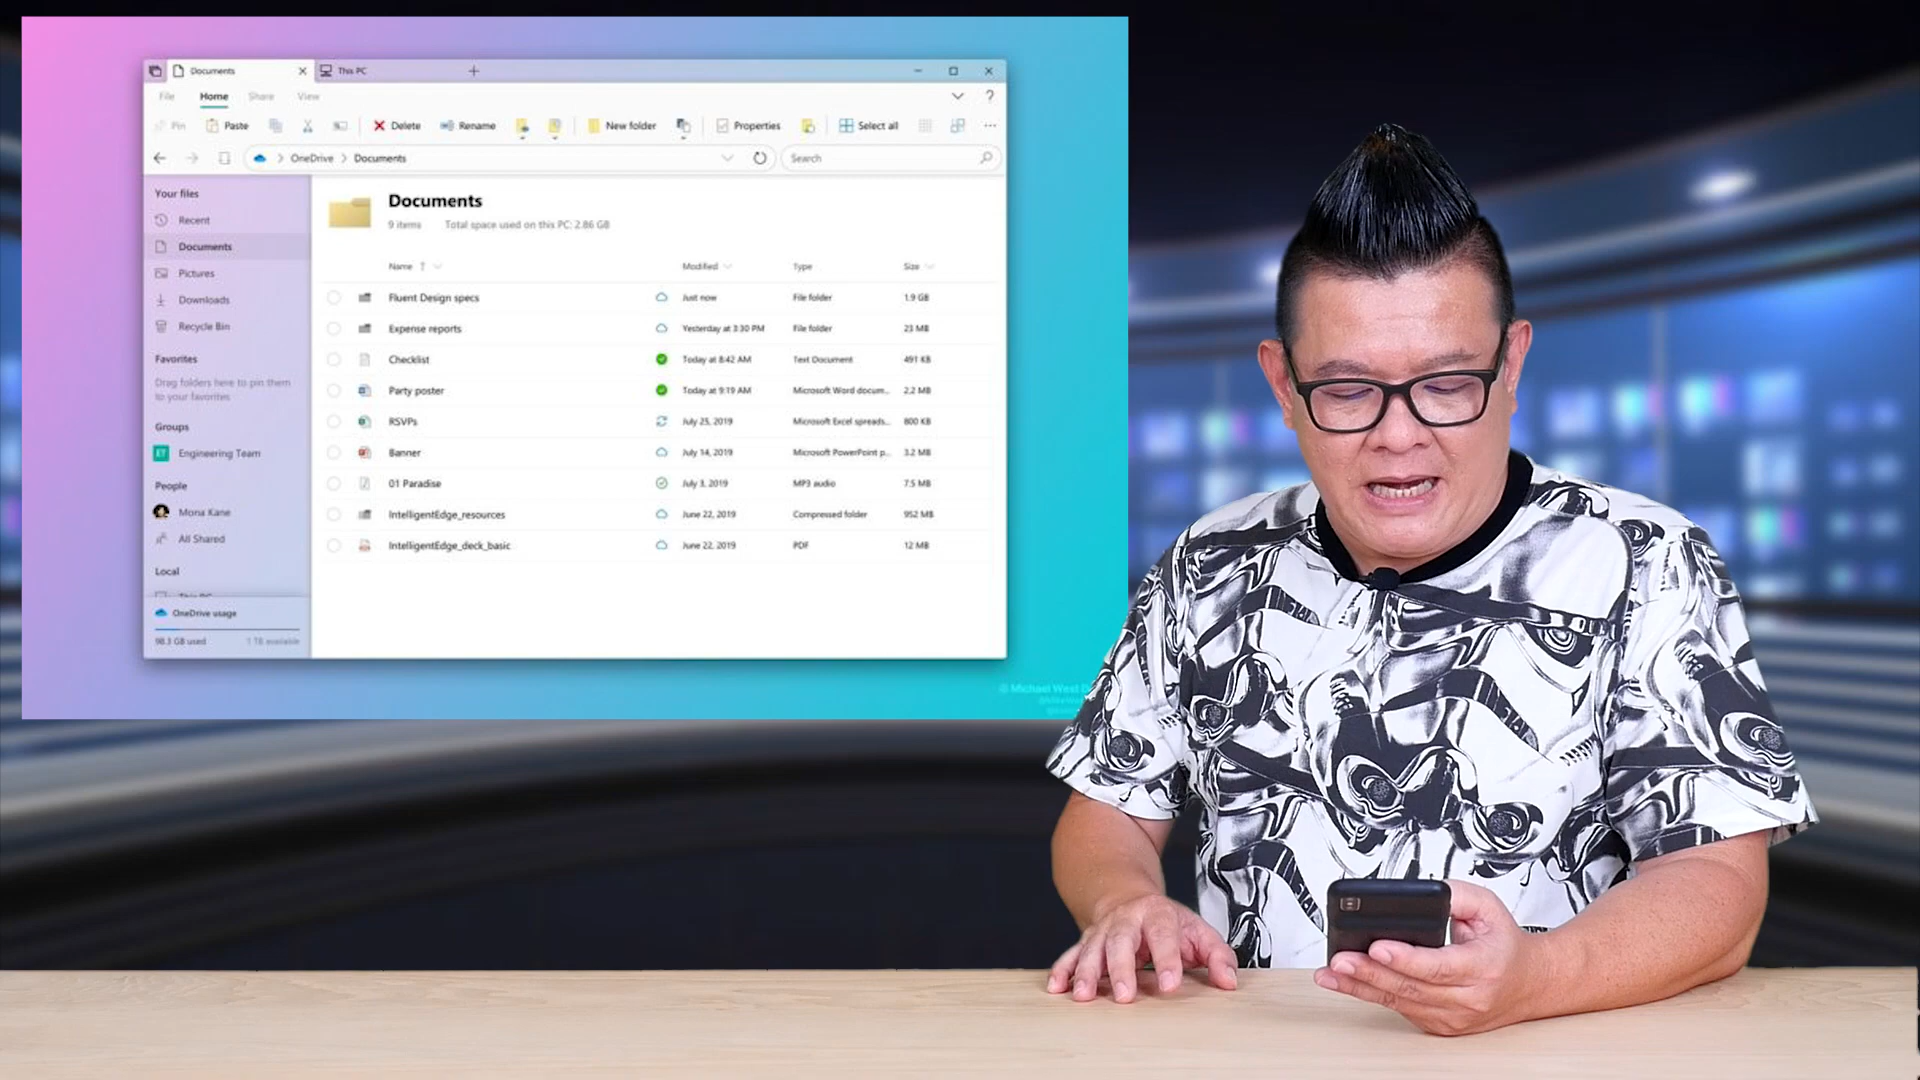 Documents
This PC
File Home Share View
Pin Paste Delete Rename New folder Properties Select all
OneDrive Documents
Search
Your files
Recent
Documents
Pictures
Downloads
Recycle Bin
Favorites
Drag folders here to pin them
to your favorites
Groups
ET Engineering Team
People
Mona Kane
All Shared
Local
This PC
OneDrive usage
98.3 GB used 1 TB available
Documents
9 items Total space used on this PC: 2.86 GB
Name Modified Type Size
Fluent Design specs Just now File folder 1.9 GB
Expense reports Yesterday at 3:30 PM File folder 23 MB
Checklist Today at 8:42 AM Text Document 491 KB
Party poster Today at 9:19 AM Microsoft Word docum... 2.2 MB
RSVPs July 25, 2019 Microsoft Excel spreads... 800 KB
Banner July 14, 2019 Microsoft PowerPoint p... 3.2 MB
01 Paradise July 3, 2019 MP3 audio 7.5 MB
IntelligentEdge_resources June 22, 2019 Compressed folder 952 MB
IntelligentEdge_deck_basic June 22, 2019 PDF 12 MB
© Michael West